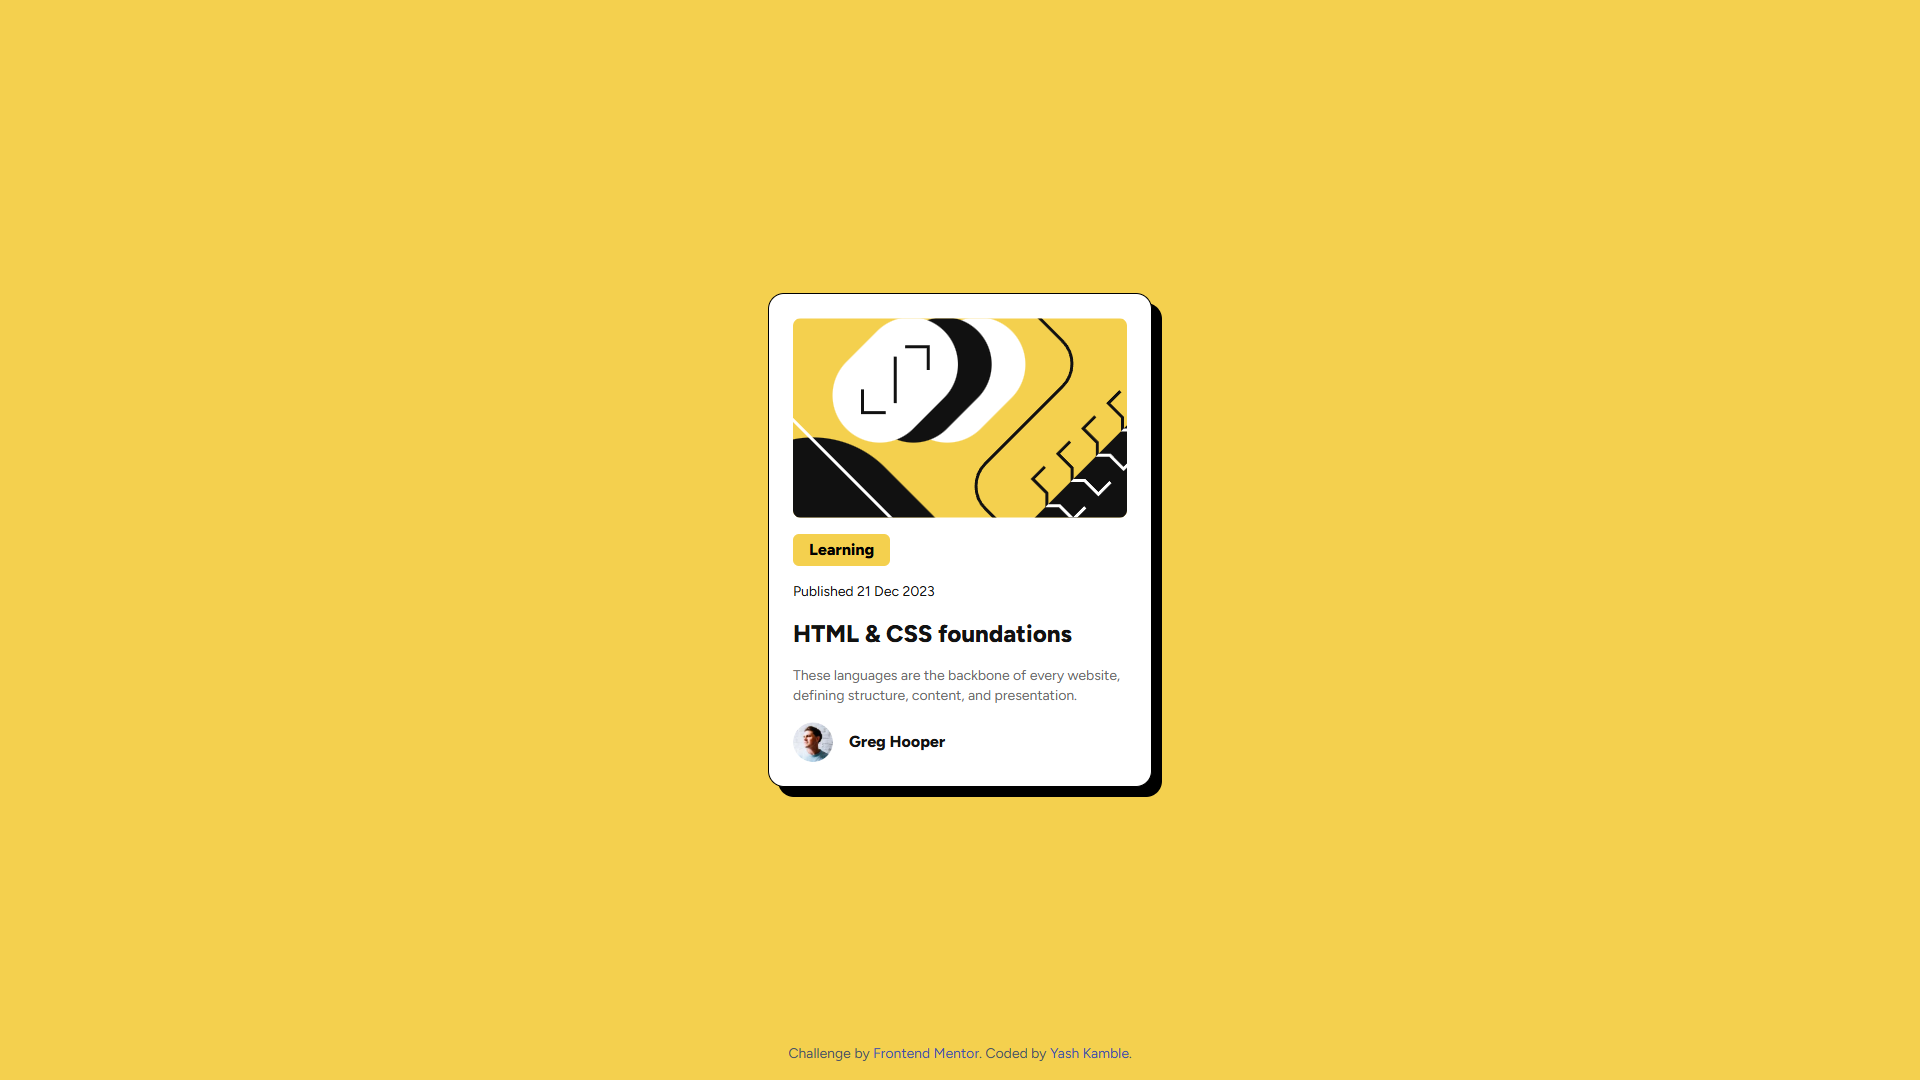 Learning
Published 21 Dec 2023
HTML & CSS foundations
These languages are the backbone of every website,
defining structure, content, and presentation.
Greg Hooper
Challenge by Frontend Mentor. Coded by Yash Kamble.